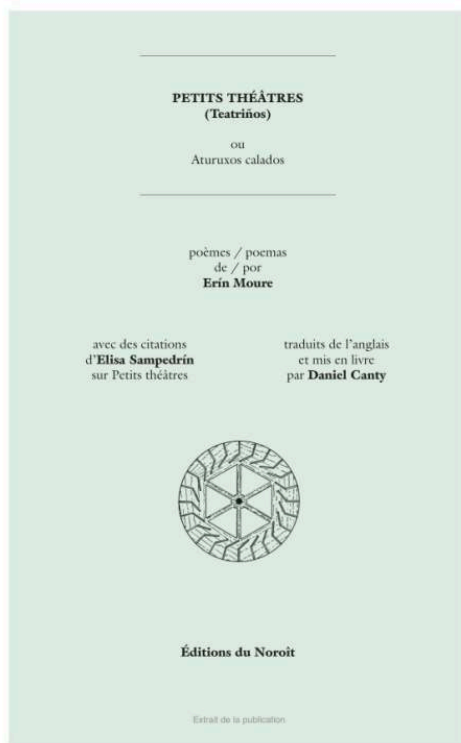 PETITS THÉÂTRES
(Teatriños)
ou
Aturuxos calados
poèmes / poemas
de / por
Erín Moure
avec des citations
d'Elisa Sampedrín
sur Petits théâtres
traduits de l'anglais
et mis en livre
par Daniel Canty
Éditions du Noroît
Extrait de la publication